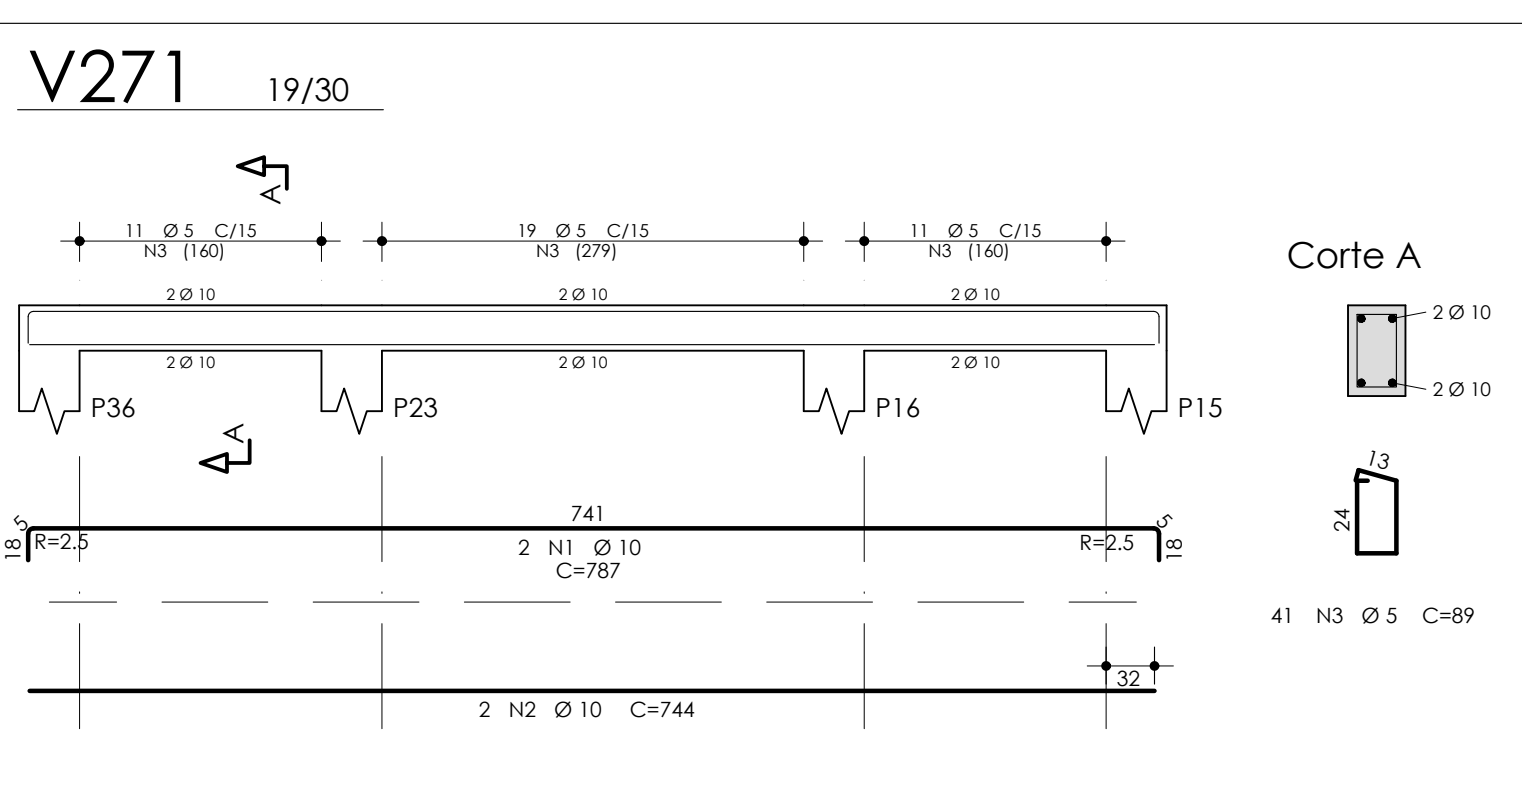 V271 19/30
A
11 Ø 5 C/15
N3 (160)
19 Ø 5 C/15
N3 (279)
11 Ø 5 C/15
N3 (160)
2 Ø 10
2 Ø 10
2 Ø 10
2 Ø 10
2 Ø 10
2 Ø 10
P36
P23
P16
P15
A
Corte A
2 Ø 10
2 Ø 10
741
5
18
R=2.5
2 N1 Ø 10
C=787
R=2.5
5
18
13
24
41 N3 Ø 5 C=89
32
2 N2 Ø 10 C=744